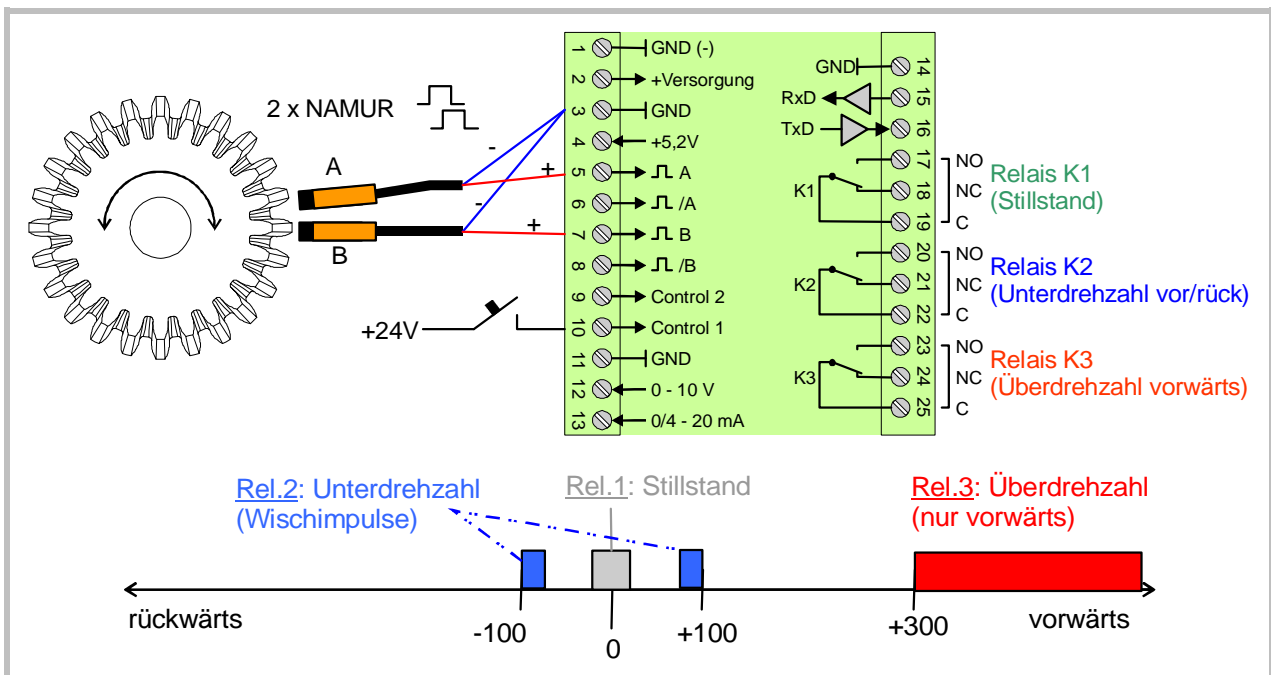 2 x NAMUR
A
B
-
+
-
+
+24V
1 GND (-)
2 +Versorgung
3 GND
4 +5,2V
5 A
6 /A
7 B
8 /B
9 Control 2
10 Control 1
11 GND
12 0 - 10 V
13 0/4 - 20 mA
GND 14
RxD 15
TxD 16
17 NO
K1 18 NC
19 C
Relais K1
(Stillstand)
20 NO
K2 21 NC
22 C
Relais K2
(Unterdrehzahl vor/rück)
23 NO
K3 24 NC
25 C
Relais K3
(Überdrehzahl vorwärts)
Rel.2: Unterdrehzahl
(Wischimpulse)
Rel.1: Stillstand
Rel.3: Überdrehzahl
(nur vorwärts)
rückwärts
-100
0
+100
+300
vorwärts